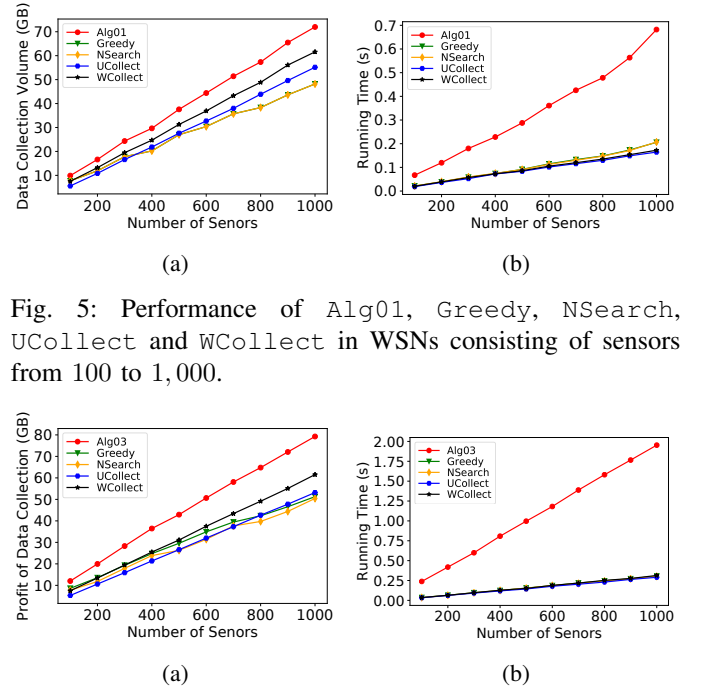 Data Collection Volume (GB)
70
60
50
40
30
20
10
Alg01
Greedy
NSearch
UCollect
WCollect
200 400 600 800 1000
Number of Senors
(a)
Running Time (s)
0.7
0.6
0.5
0.4
0.3
0.2
0.1
0.0
Alg01
Greedy
NSearch
UCollect
WCollect
200 400 600 800 1000
Number of Senors
(b)
Fig. 5: Performance of Alg01, Greedy, NSearch,
UCollect and WCollect in WSNs consisting of sensors
from 100 to 1, 000.
Profit of Data Collection (GB)
80
70
60
50
40
30
20
10
Alg03
Greedy
NSearch
UCollect
WCollect
200 400 600 800 1000
Number of Senors
(a)
Running Time (s)
2.00
1.75
1.50
1.25
1.00
0.75
0.50
0.25
0.00
Alg03
Greedy
NSearch
UCollect
WCollect
200 400 600 800 1000
Number of Senors
(b)